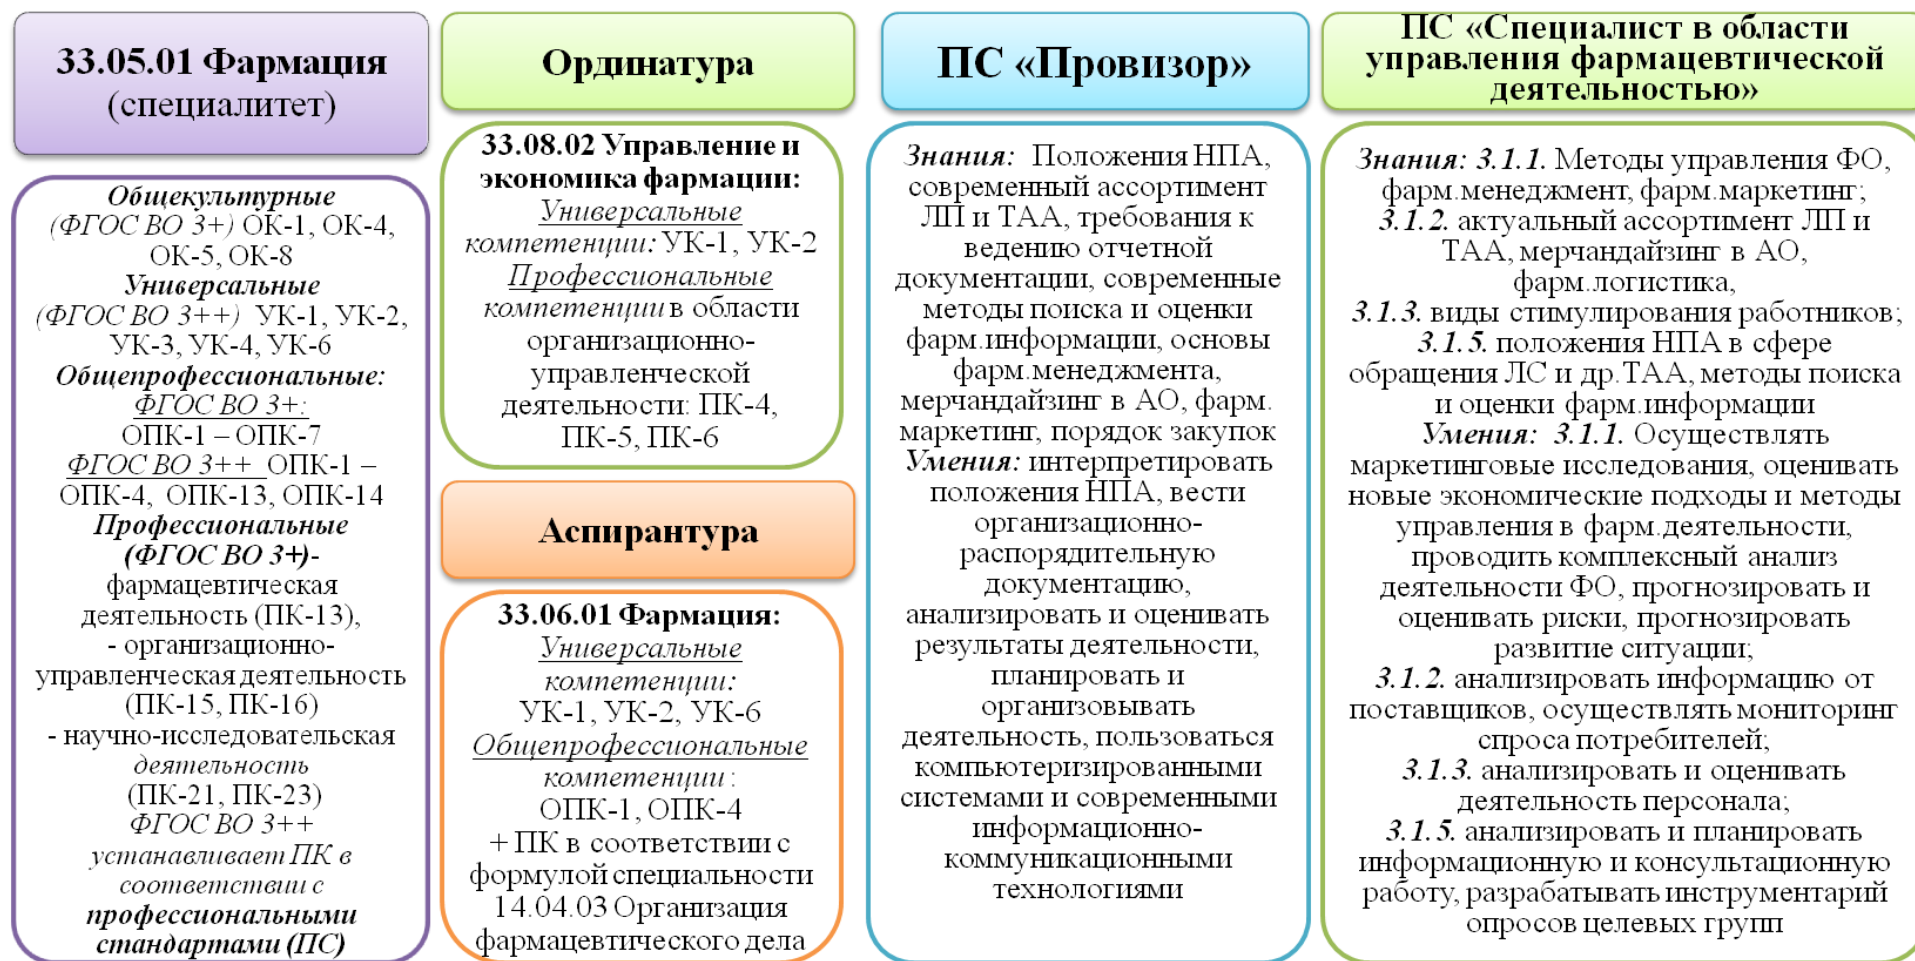 33.05.01 Фармация
(специалитет)
Общекультурные
(ФГОС ВО 3+) ОК-1, ОК-4,
ОК-5, ОК-8
Универсальные
(ФГОС ВО 3++) УК-1, УК-2,
УК-3, УК-4, УК-6
Общепрофессиональные:
ФГОС ВО 3+:
ОПК-1 – ОПК-7
ФГОС ВО 3++ ОПК-1 –
ОПК-4, ОПК-13, ОПК-14
Профессиональные
(ФГОС ВО 3+)-
фармацевтическая
деятельность (ПК-13),
- организационно-
управленческая деятельность
(ПК-15, ПК-16)
- научно-исследовательская
деятельность
(ПК-21, ПК-23)
ФГОС ВО 3++
устанавливает ПК в
соответствии с
профессиональными
стандартами (ПС)
Ординатура
33.08.02 Управление и
экономика фармации:
Универсальные
компетенции: УК-1, УК-2
Профессиональные
компетенции в области
организационно-
управленческой
деятельности: ПК-4,
ПК-5, ПК-6
Аспирантура
33.06.01 Фармация:
Универсальные
компетенции:
УК-1, УК-2, УК-6
Общепрофессиональные
компетенции :
ОПК-1, ОПК-4
+ ПК в соответствии с
формулой специальности
14.04.03 Организация
фармацевтического дела
ПС «Провизор»
Знания: Положения НПА,
современный ассортимент
ЛП и ТАА, требования к
ведению отчетной
документации, современные
методы поиска и оценки
фарм.информации, основы
фарм.менеджмента,
мерчандайзинг в АО, фарм.
маркетинг, порядок закупок
Умения: интерпретировать
положения НПА, вести
организационно-
распорядительную
документацию,
анализировать и оценивать
результаты деятельности,
планировать и
организовывать
деятельность, пользоваться
компьютеризированными
системами и современными
информационно-
коммуникационными
технологиями
ПС «Специалист в области
управления фармацевтической
деятельностью»
Знания: 3.1.1. Методы управления ФО,
фарм.менеджмент, фарм.маркетинг;
3.1.2. актуальный ассортимент ЛП и
ТАА, мерчандайзинг в АО,
фарм.логистика,
3.1.3. виды стимулирования работников;
3.1.5. положения НПА в сфере
обращения ЛС и др.ТАА, методы поиска
и оценки фарм.информации
Умения: 3.1.1. Осуществлять
маркетинговые исследования, оценивать
новые экономические подходы и методы
управления в фарм.деятельности,
проводить комплексный анализ
деятельности ФО, прогнозировать и
оценивать риски, прогнозировать
развитие ситуации;
3.1.2. анализировать информацию от
поставщиков, осуществлять мониторинг
спроса потребителей;
3.1.3. анализировать и оценивать
деятельность персонала;
3.1.5. анализировать и планировать
информационную и консультационную
работу, разрабатывать инструментарий
опросов целевых групп